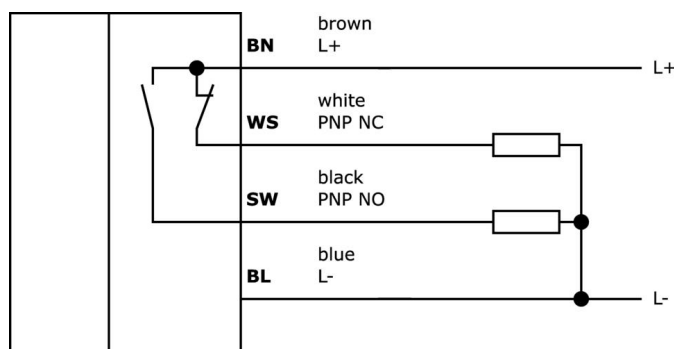 brown
BN L+
L+
white
WS PNP NC
black
SW PNP NO
blue
BL L-
L-